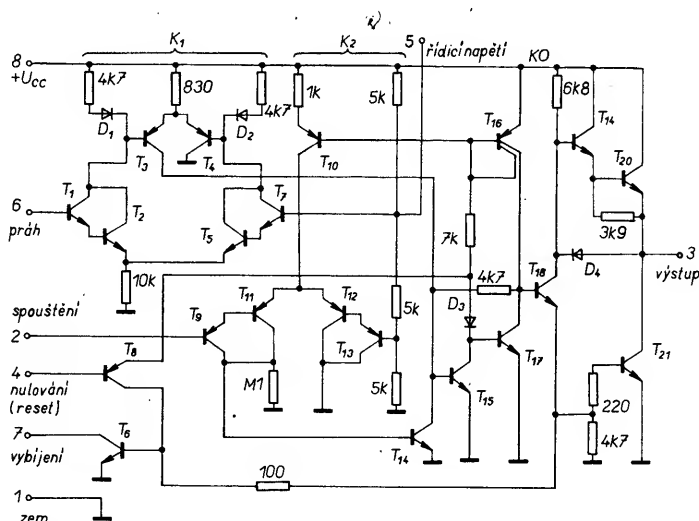 K1
K2
5
řídicí napětí
8
+Ucc
KO
4k7
830
4k7
1k
5k
6k8
D1
D2
T3
T4
T10
T16
T14
T20
T1
T2
T7
T5
6
práh
10k
7k
3k9
4k7
T18
D4
3
výstup
spouštění
2
T9
T11
T12
T13
5k
D3
T17
T21
T8
4
nulování
(reset)
M1
5k
T15
220
4k7
7
vybíjení
T6
T14
100
1
zem